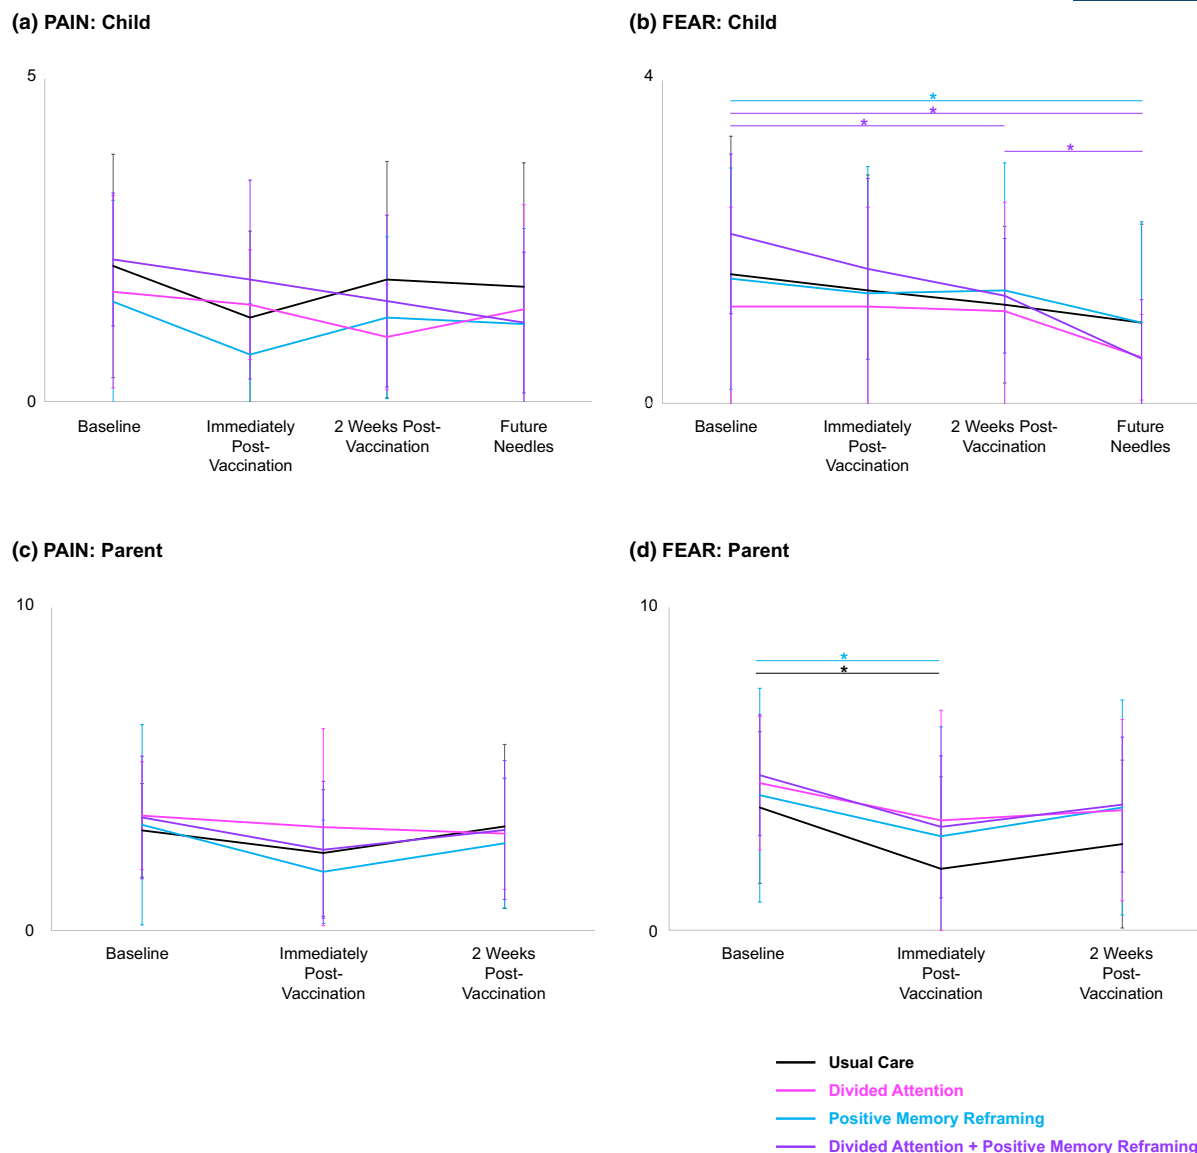 (a) PAIN: Child
(b) FEAR: Child
5
0
Baseline
Immediately
Post-
Vaccination
2 Weeks Post-
Vaccination
Future
Needles
4
*
*
*
*
0
Baseline
Immediately
Post-
Vaccination
2 Weeks Post-
Vaccination
Future
Needles
(c) PAIN: Parent
(d) FEAR: Parent
10
0
Baseline
Immediately
Post-
Vaccination
2 Weeks
Post-
Vaccination
10
*
*
0
Baseline
Immediately
Post-
Vaccination
2 Weeks
Post-
Vaccination
Usual Care
Divided Attention
Positive Memory Reframing
Divided Attention + Positive Memory Reframing